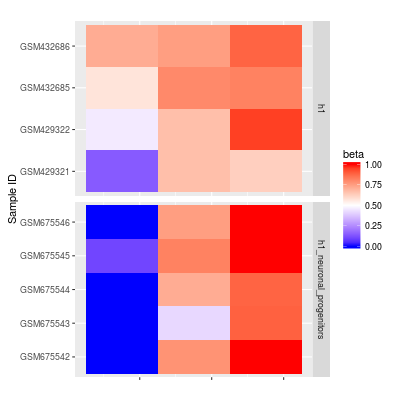 Sample ID
GSM432686
GSM432685
GSM429322
GSM429321
h1
GSM675546
GSM675545
GSM675544
GSM675543
GSM675542
h1_neuronal_progenitors
beta
1.00
0.75
0.50
0.25
0.00